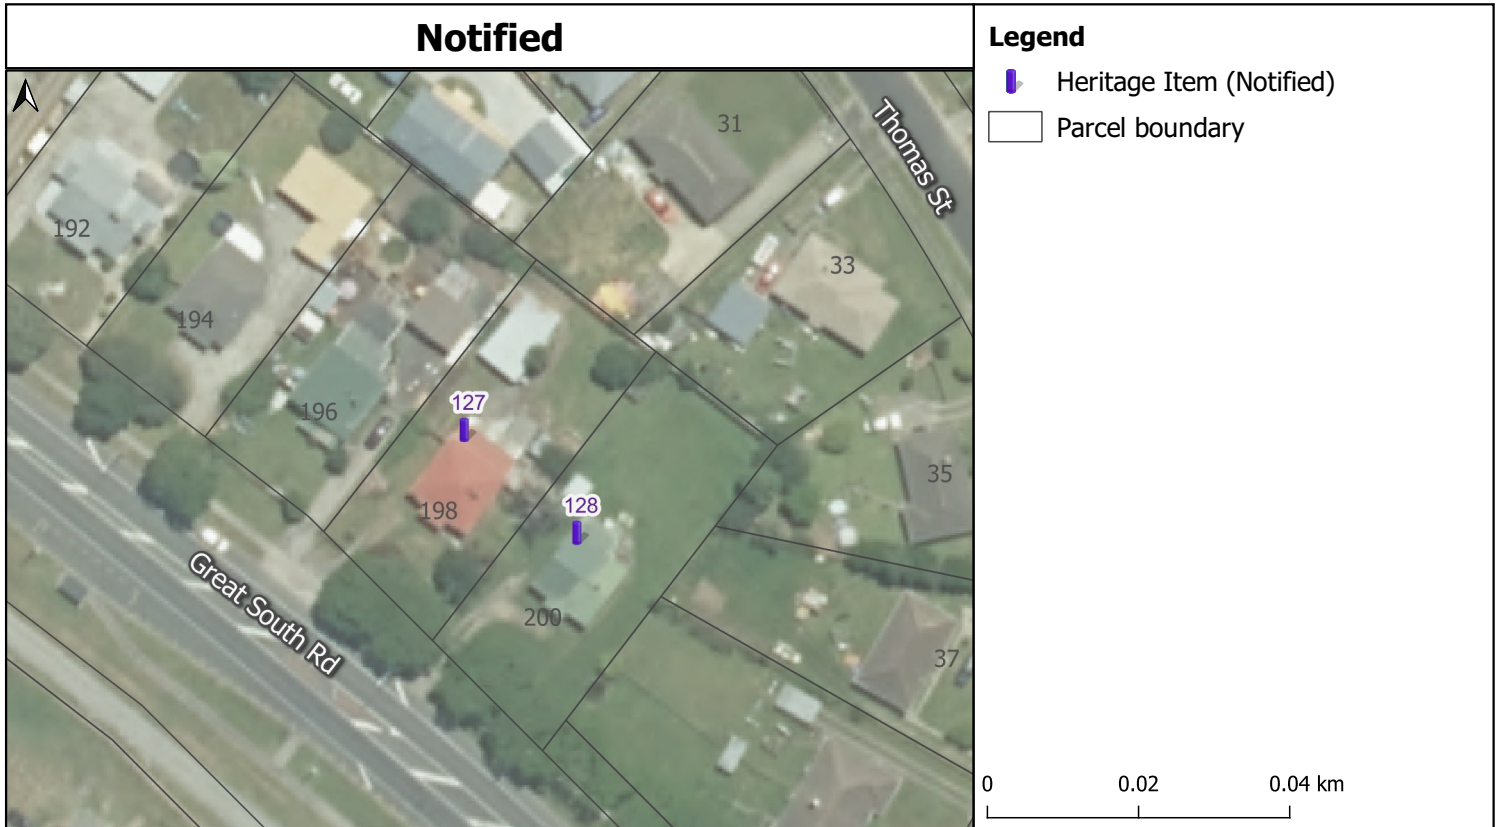 Notified
Legend
Heritage Item (Notified)
Parcel boundary
31
Thomas St
192
33
194
127
196
35
198
128
Great South Rd
200
37
0 0.02 0.04 km